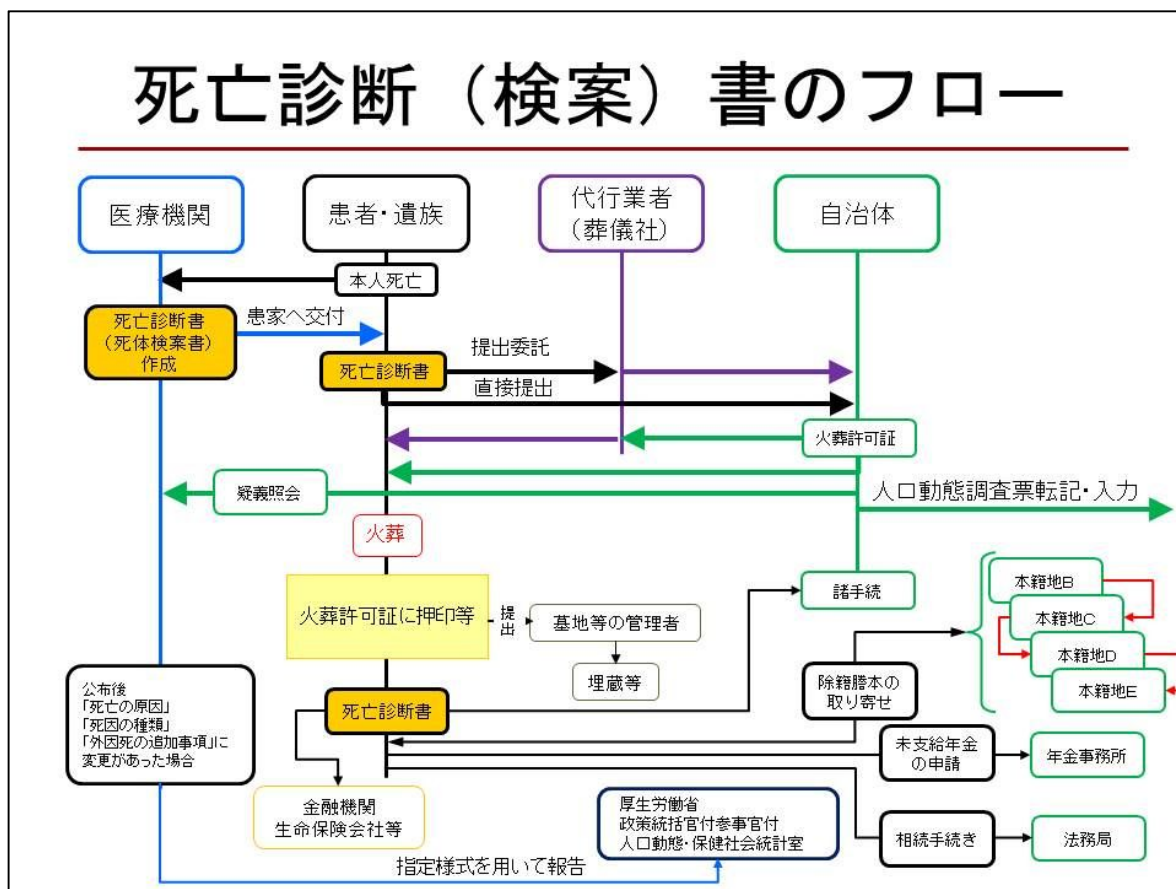 死亡診断（検案）書のフロー
医療機関
患者・遺族
代行業者
（葬儀社）
自治体
本人死亡
死亡診断書
（死体検案書）
作成
患家へ交付
死亡診断書
提出委託
直接提出
火葬許可証
疑義照会
人口動態調査票転記・入力
火葬
諸手続
本籍地B
本籍地C
本籍地D
本籍地E
火葬許可証に押印等
提
出
墓地等の管理者
埋蔵等
除籍謄本の
取り寄せ
公布後
「死亡の原因」
「死因の種類」
「外因死の追加事項」に
変更があった場合
死亡診断書
未支給年金
の申請
年金事務所
金融機関
生命保険会社等
厚生労働省
政策統括官付参事官付
人口動態・保健社会統計室
相続手続き
法務局
指定様式を用いて報告